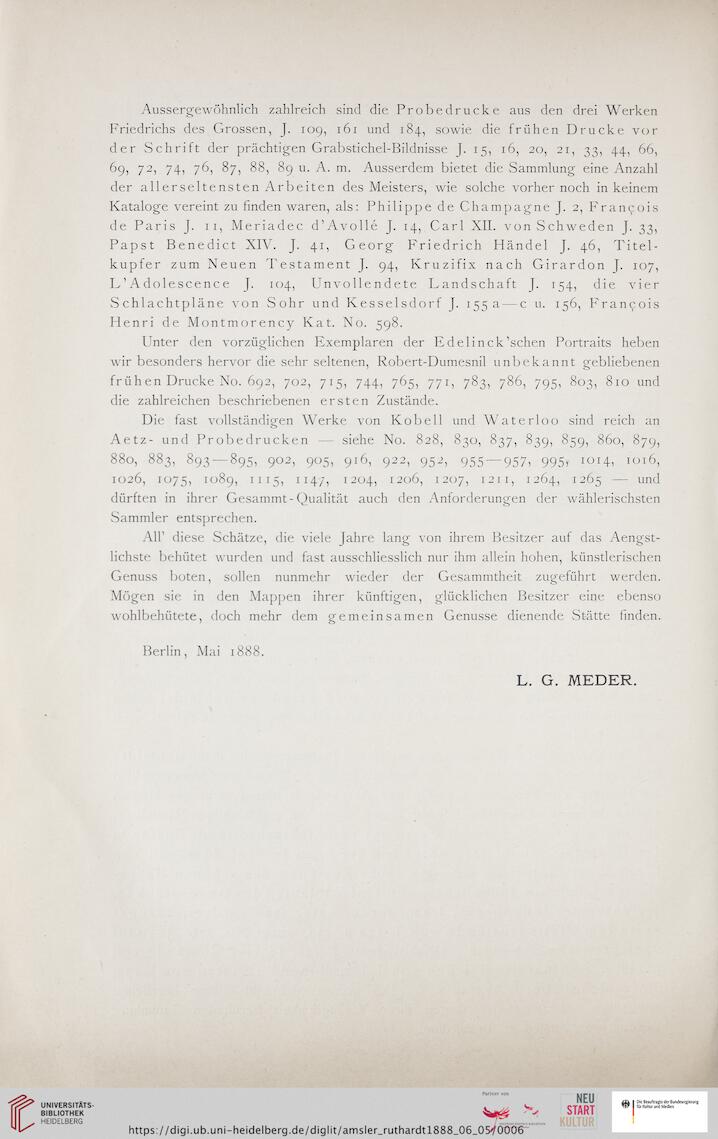 Aussergewöhnlich zahlreich sind die Probedrucke aus den drei Werken
Friedrichs des Grossen, J. 109, 161 und 184, sowie die frühen Drucke vor
der Schrift der prächtigen Grabstichel-Bildnisse J. 15, 16, 20, 21, 33, 44, 66,
69, 72, 74, 76, 87, 88, 89 u. A. m. Ausserdem bietet die Sammlung eine Anzahl
der allerseltensten Arbeiten des Meisters, wie solche vorher noch in keinem
Kataloge vereint zu finden waren, als: Philippe de Champagne J. 2, François
de Paris J. 11, Meriadec d'Avollé J. 14, Carl XII. von Schweden J. 33,
Papst Benedict XIV. J. 41, Georg Friedrich Händel J. 46, Titel-
kupfer zum Neuen Testament J. 94, Kruzifix nach Girardon J. 107,
L'Adolescence J. 104, Unvollendete Landschaft J. 154, die vier
Schlachtpläne von Sohr und Kesselsdorf J. 155 a—c u. 156, François
Henri de Montmorency Kat. No. 598.
Unter den vorzüglichen Exemplaren der Edelinck'schen Portraits heben
wir besonders hervor die sehr seltenen, Robert-Dumesnil unbekannt gebliebenen
frühen Drucke No. 692, 702, 715, 744, 765, 771, 783, 786, 795, 803, 810 und
die zahlreichen beschriebenen ersten Zustände.
Die fast vollständigen Werke von Kobell und Waterloo sind reich an
Aetz- und Probedrucken — siehe No. 828, 830, 837, 839, 859, 860, 879,
880, 883, 893—895, 902, 905, 916, 922, 952, 955—957, 995, 1014, 1016,
1026, 1075, 1089, 1115, 1147, 1204, 1206, 1207, 1211, 1264, 1265 — und
dürften in ihrer Gesammt-Qualität auch den Anforderungen der wählerischsten
Sammler entsprechen.
All' diese Schätze, die viele Jahre lang von ihrem Besitzer auf das Aengst-
lichste behütet wurden und fast ausschliesslich nur ihm allein hohen, künstlerischen
Genuss boten, sollen nunmehr wieder der Gesammtheit zugeführt werden.
Mögen sie in den Mappen ihrer künftigen, glücklichen Besitzer eine ebenso
wohlbehütete, doch mehr dem gemeinsamen Genusse dienende Stätte finden.
Berlin, Mai 1888.
L. G. MEDER.
UNIVERSITÄTS-
BIBLIOTHEK
HEIDELBERG
https://digi.ub.uni-heidelberg.de/diglit/amsler_ruthardt1888_06_05/0006
Partner von
NEU
START
KULTUR
Die Beauftragte der Bundesregierung
für Kultur und Medien